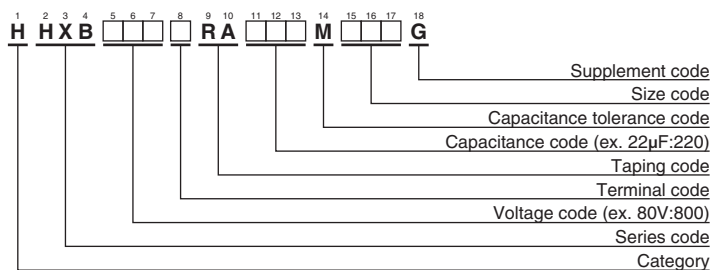 1 2 3 4 5 6 7 8 9 10 11 12 13 14 15 16 17 18
H HXB RA M G
Supplement code
Size code
Capacitance tolerance code
Capacitance code (ex. 22µF:220)
Taping code
Terminal code
Voltage code (ex. 80V:800)
Series code
Category